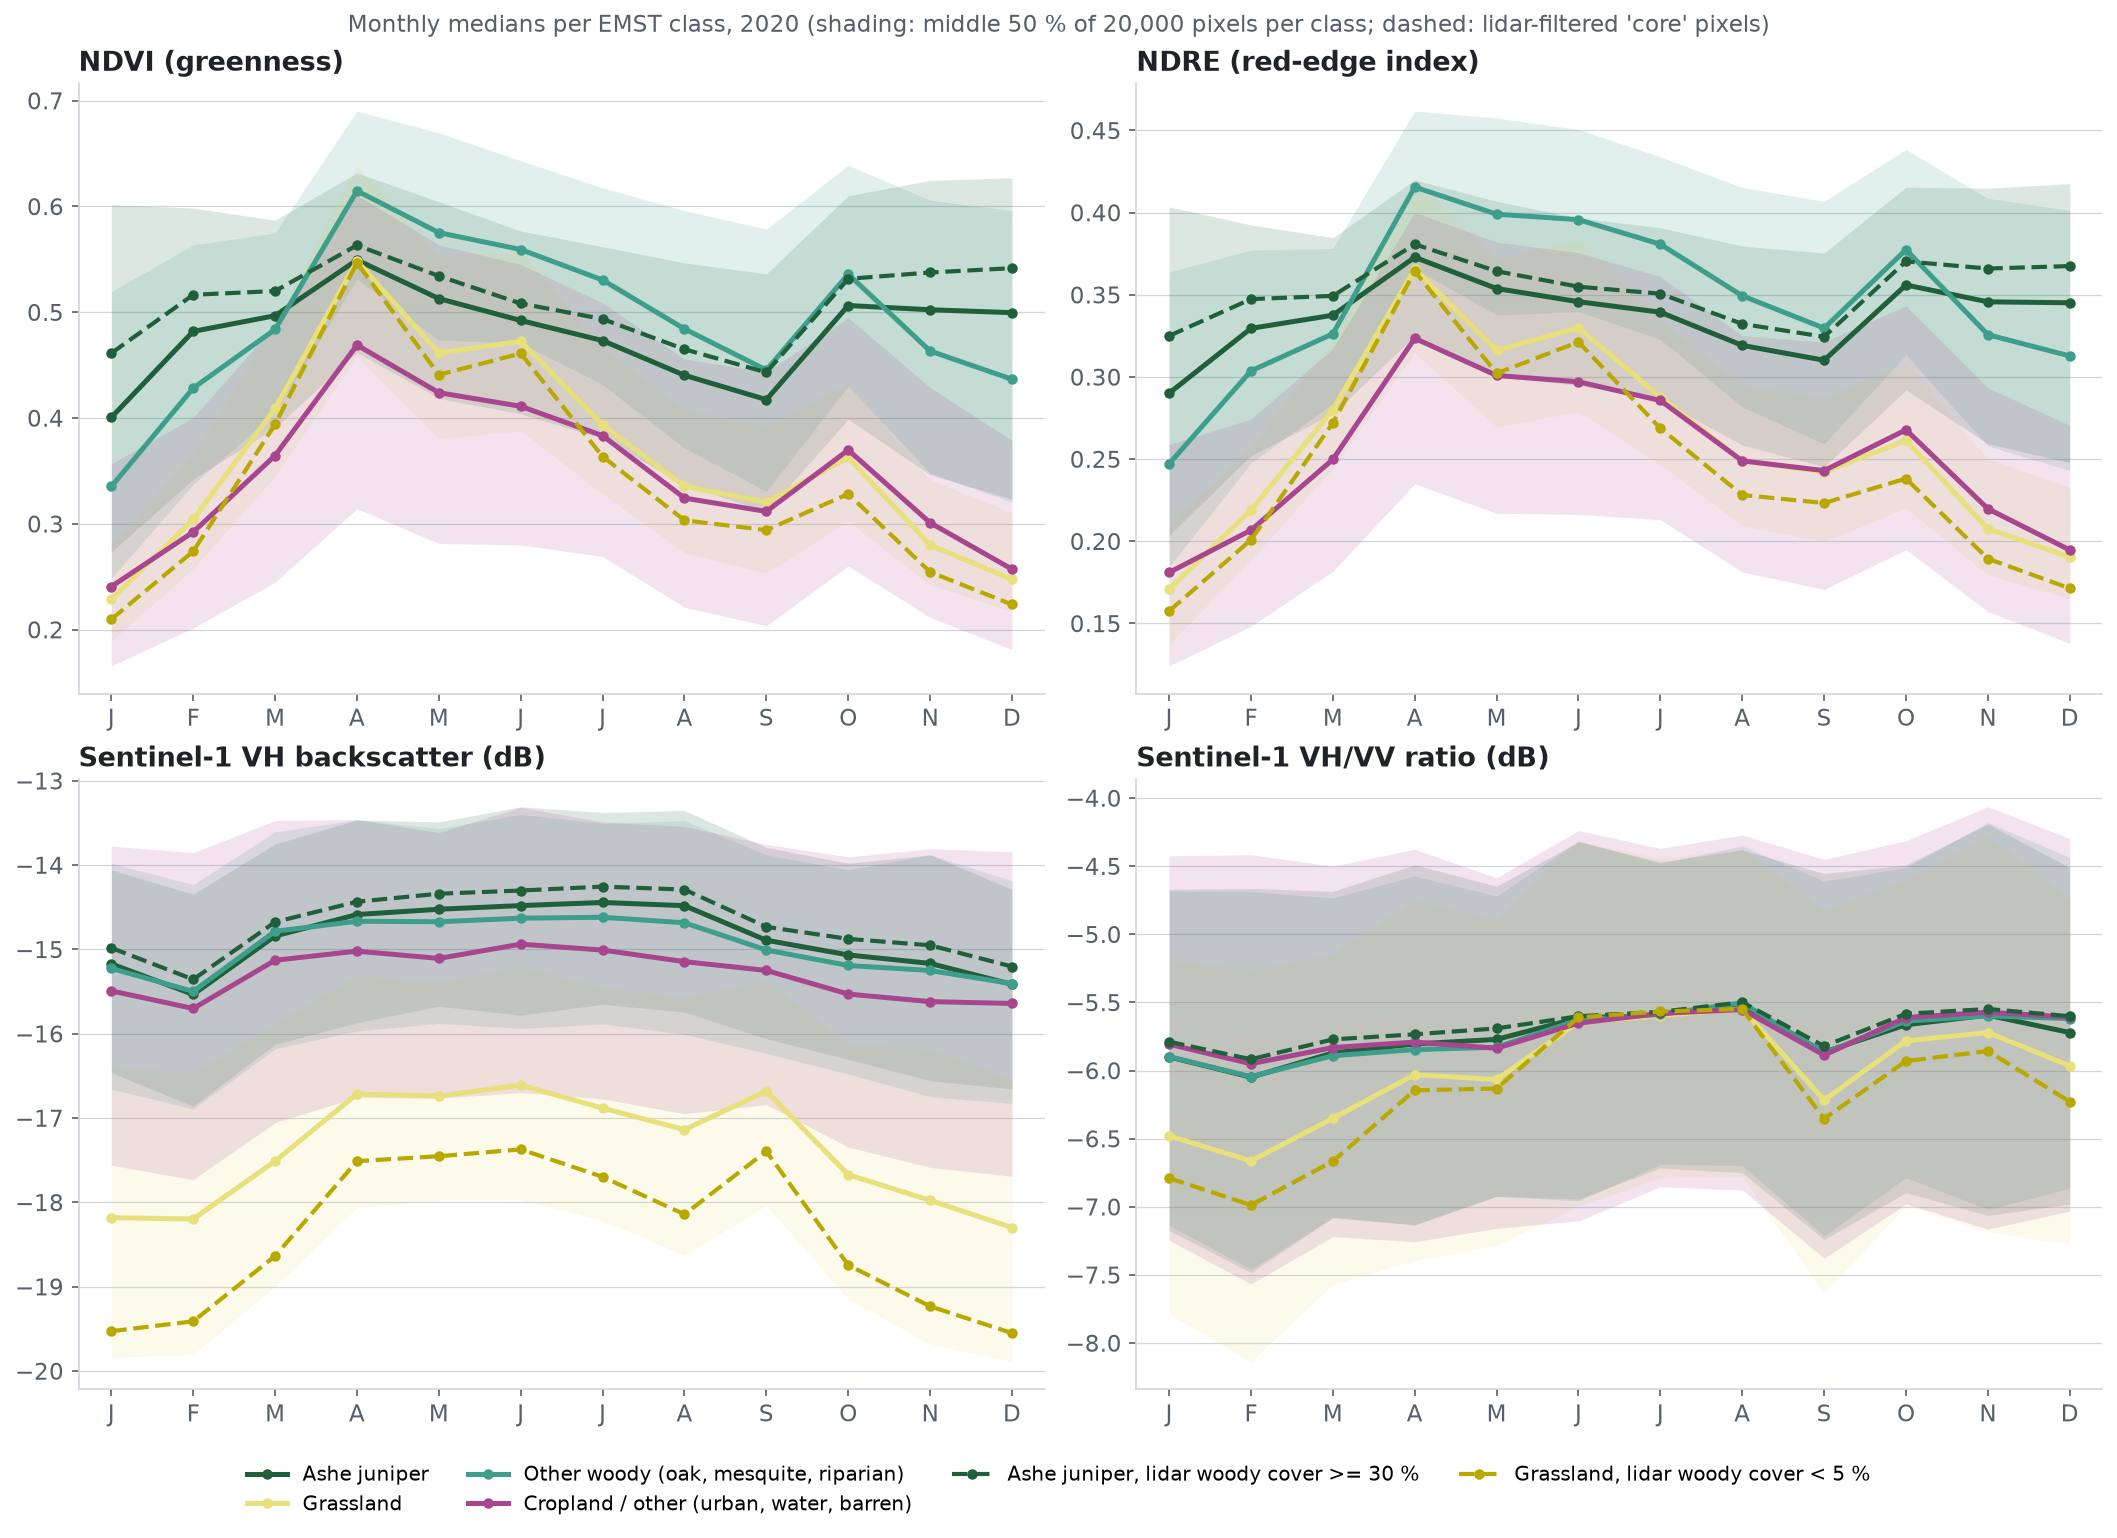 Monthly medians per EMST class, 2020 (shading: middle 50 % of 20,000 pixels per class; dashed: lidar-filtered 'core' pixels)
NDVI (greenness)
0.7
0.6
0.5
0.4
0.3
0.2
J F M A M J J A S O N D
NDRE (red-edge index)
0.45
0.40
0.35
0.30
0.25
0.20
0.15
J F M A M J J A S O N D
Sentinel-1 VH backscatter (dB)
−13
−14
−15
−16
−17
−18
−19
−20
J F M A M J J A S O N D
Sentinel-1 VH/VV ratio (dB)
−4.0
−4.5
−5.0
−5.5
−6.0
−6.5
−7.0
−7.5
−8.0
J F M A M J J A S O N D
Ashe juniper
Grassland
Other woody (oak, mesquite, riparian)
Cropland / other (urban, water, barren)
Ashe juniper, lidar woody cover >= 30 %
Grassland, lidar woody cover < 5 %